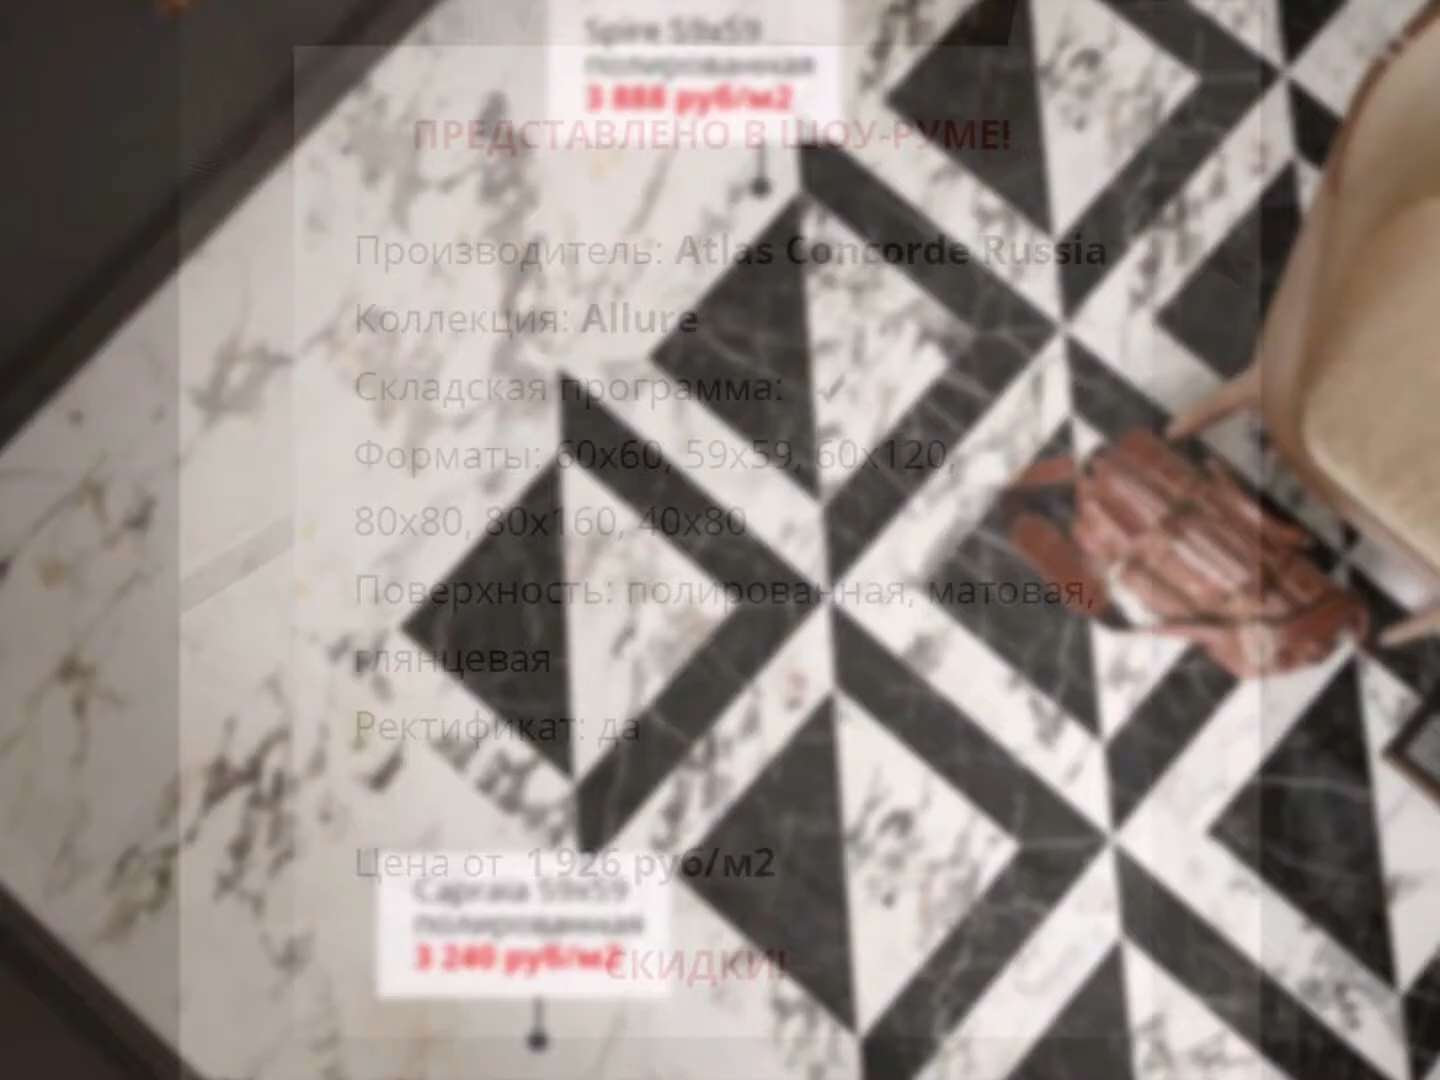 Spire 59x59
полированная
3 888 руб/м2
ПРЕДСТАВЛЕНО В ШОУ-РУМЕ!
Производитель: Atlas Concorde Russia
Коллекция: Allure
Складская программа:
Форматы: 60x60, 59x59, 60x120,
80x80, 80x160, 40x80
Поверхность: полированная, матовая,
глянцевая
Ректификат: да
Цена от 1 926 руб/м2
Capraia 59x59
полированная
3 240 руб/м2
СКИДКИ!